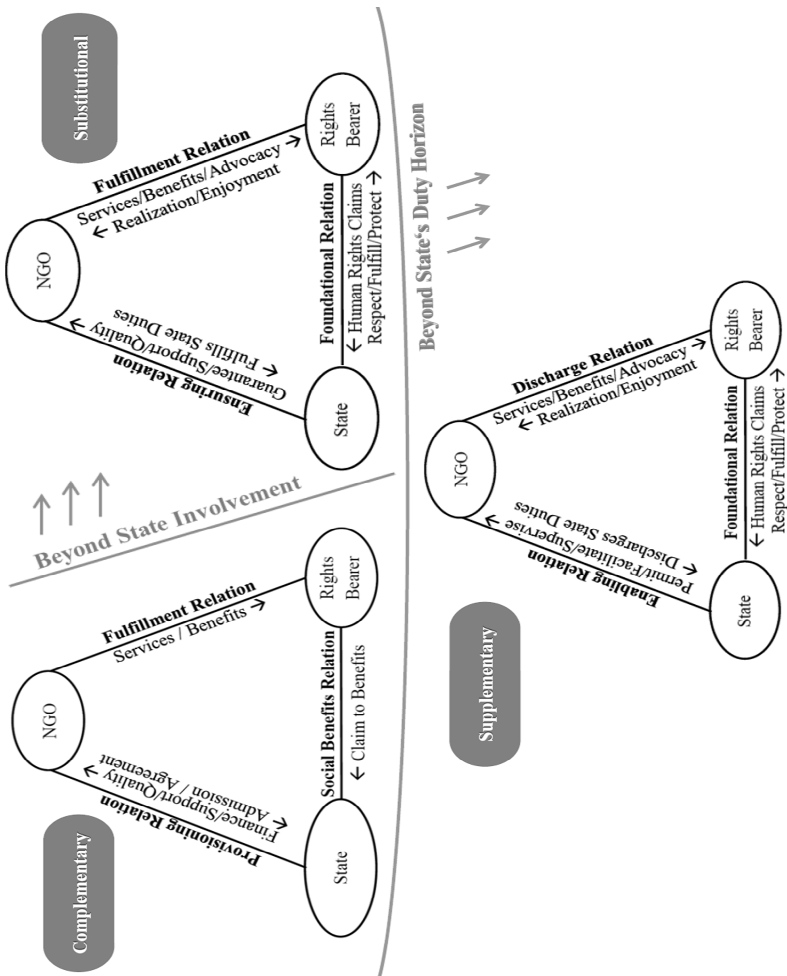 Complementary
NGO
Provisioning Relation
Finance/Support/Quality →
← Admission / Agreement
Fulfillment Relation
Services / Benefits →
State
Social Benefits Relation
← Claim to Benefits
Rights
Bearer
Beyond State Involvement
Substitutional
NGO
Ensuring Relation
Guarantee/Support/Quality →
← Fulfills State Duties
Fulfillment Relation
Services/Benefits/Advocacy →
← Realization/Enjoyment
State
Foundational Relation
← Human Rights Claims
Respect/Fulfill/Protect →
Rights
Bearer
Beyond State‘s Duty Horizon
Supplementary
NGO
Enabling Relation
Permit/Facilitate/Supervise →
← Discharges State Duties
Discharge Relation
Services/Benefits/Advocacy →
← Realization/Enjoyment
State
Foundational Relation
← Human Rights Claims
Respect/Fulfill/Protect →
Rights
Bearer